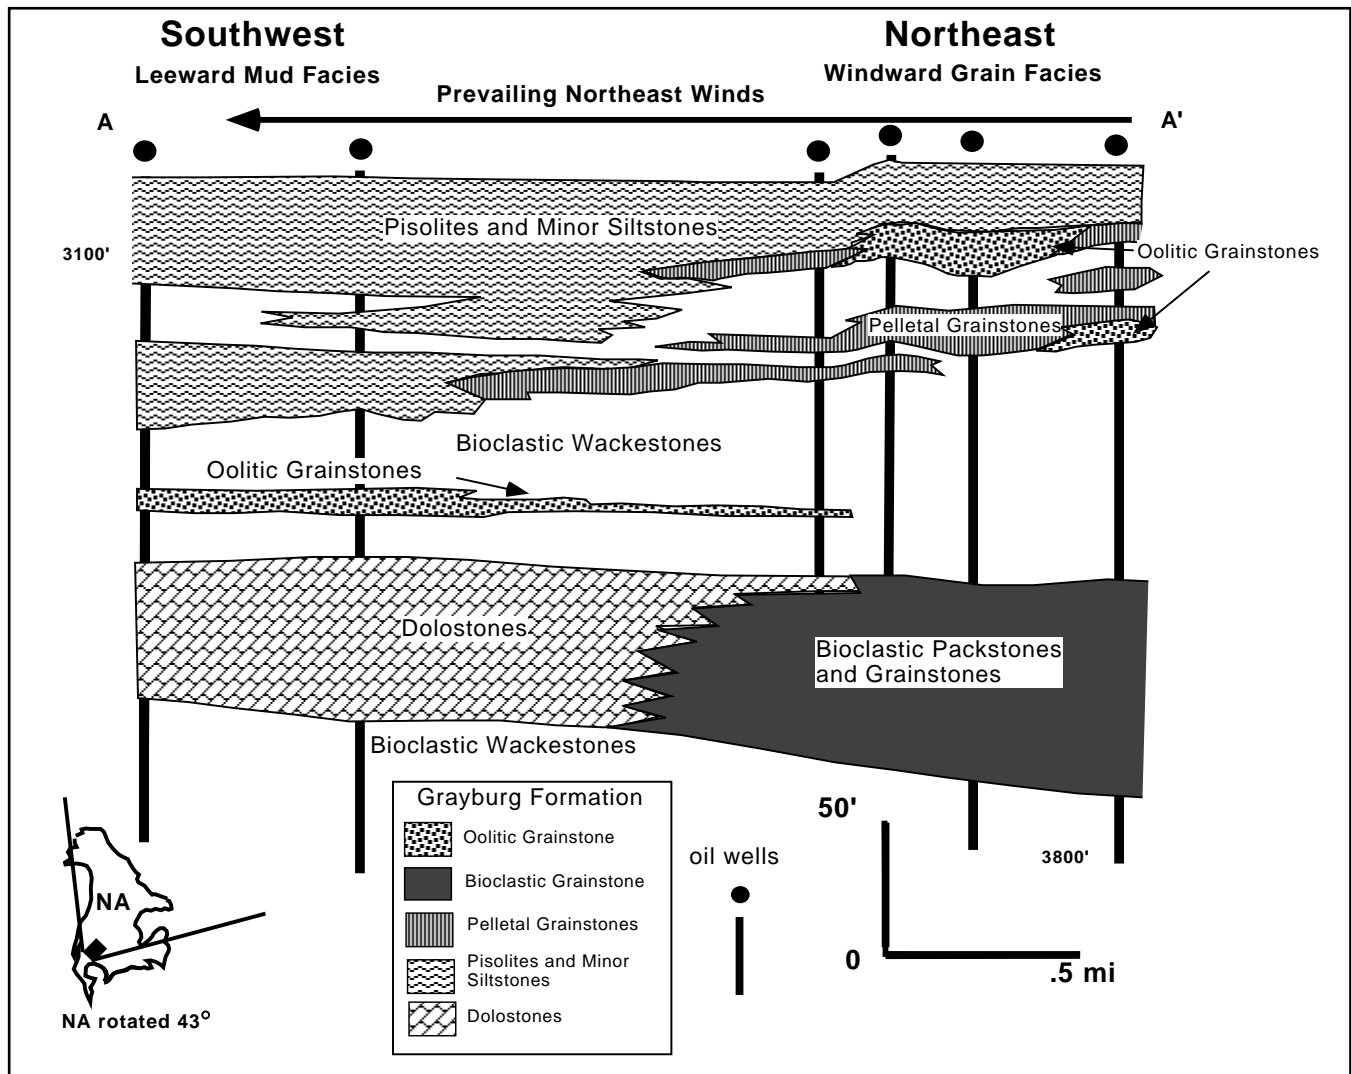 Southwest
Northeast
Leeward Mud Facies
Windward Grain Facies
Prevailing Northeast Winds
A
A'
Pisolites and Minor Siltstones
3100'
Oolitic Grainstones
Pelletal Grainstones
Bioclastic Wackestones
Oolitic Grainstones
Dolostones
Bioclastic Packstones
and Grainstones
Bioclastic Wackestones
Grayburg Formation
Oolitic Grainstone
Bioclastic Grainstone
Pelletal Grainstones
Pisolites and Minor
Siltstones
Dolostones
oil wells
50'
3800'
0
.5 mi
NA
NA rotated 43°